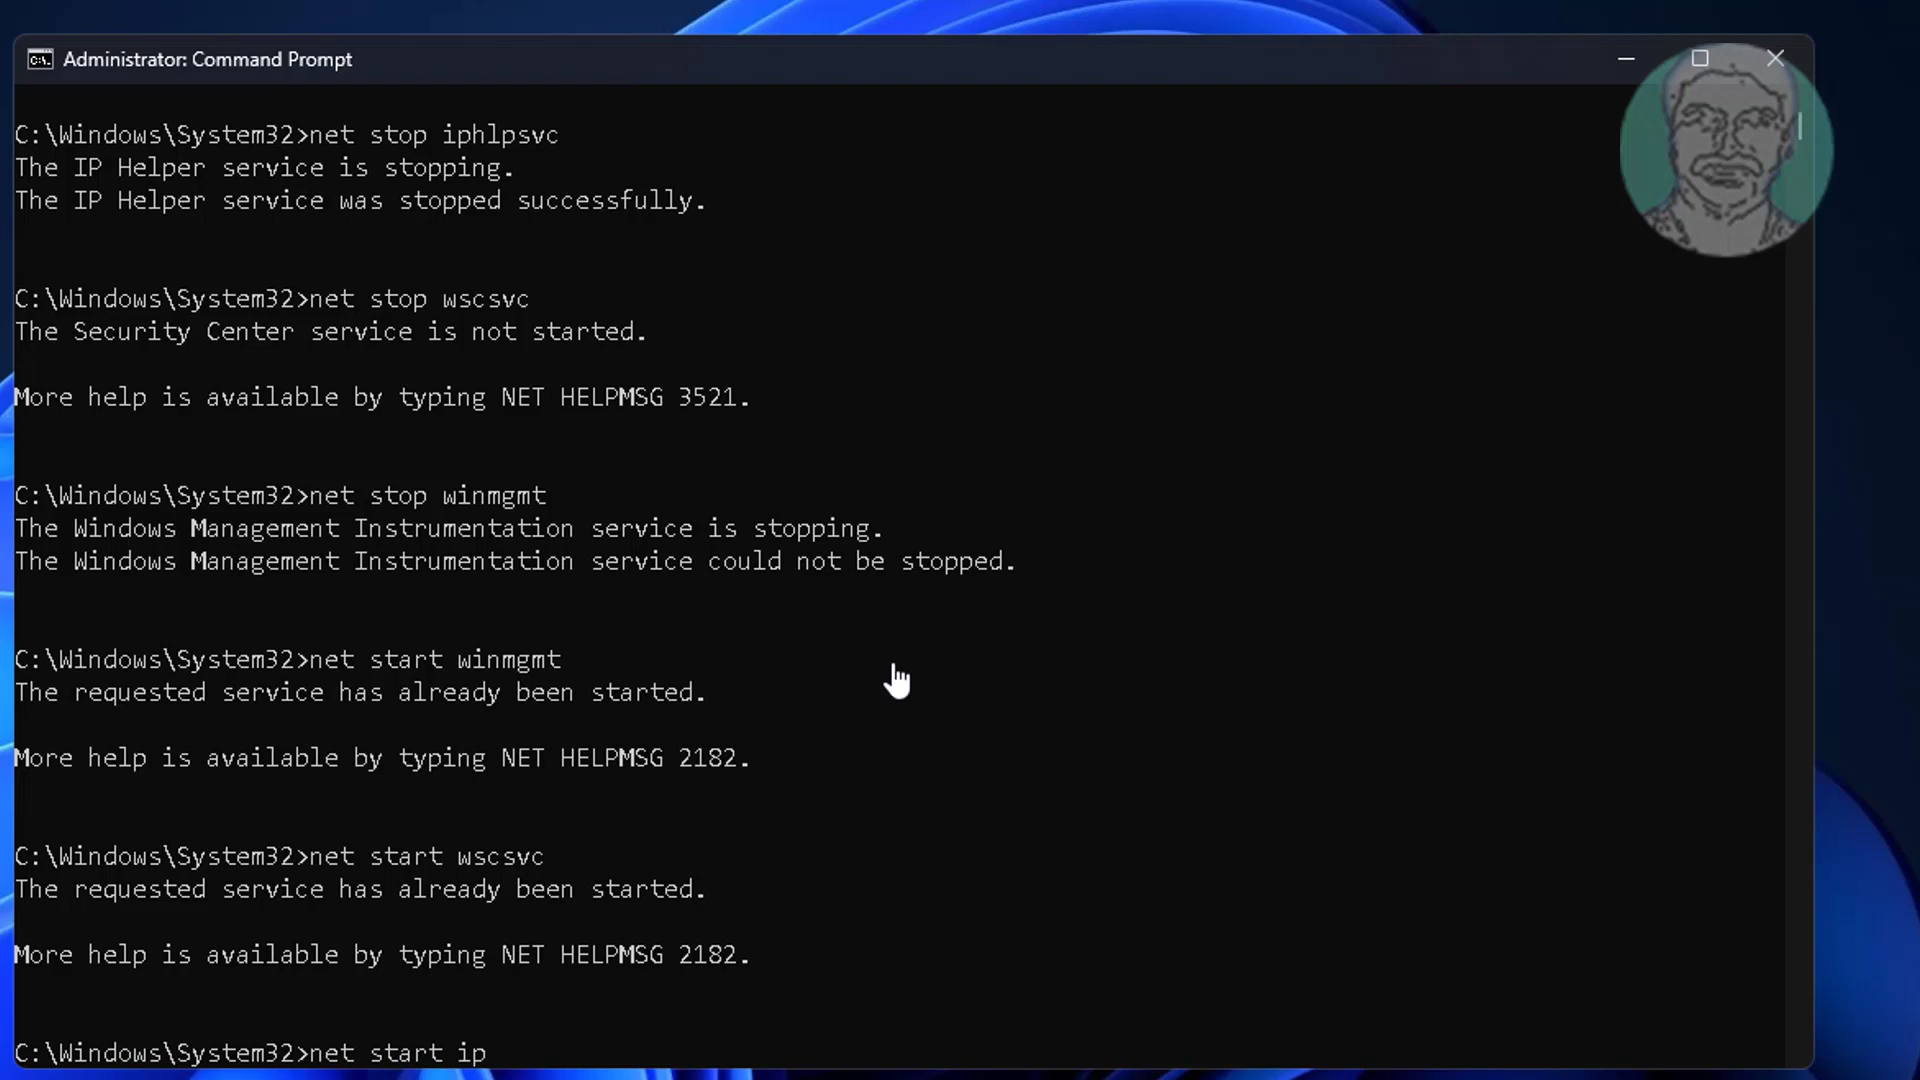 Administrator: Command Prompt
C:\Windows\System32>net stop iphlpsvc
The IP Helper service is stopping.
The IP Helper service was stopped successfully.
C:\Windows\System32>net stop wscsvc
The Security Center service is not started.
More help is available by typing NET HELPMSG 3521.
C:\Windows\System32>net stop winmgmt
The Windows Management Instrumentation service is stopping.
The Windows Management Instrumentation service could not be stopped.
C:\Windows\System32>net start winmgmt
The requested service has already been started.
More help is available by typing NET HELPMSG 2182.
C:\Windows\System32>net start wscsvc
The requested service has already been started.
More help is available by typing NET HELPMSG 2182.
C:\Windows\System32>net start ip